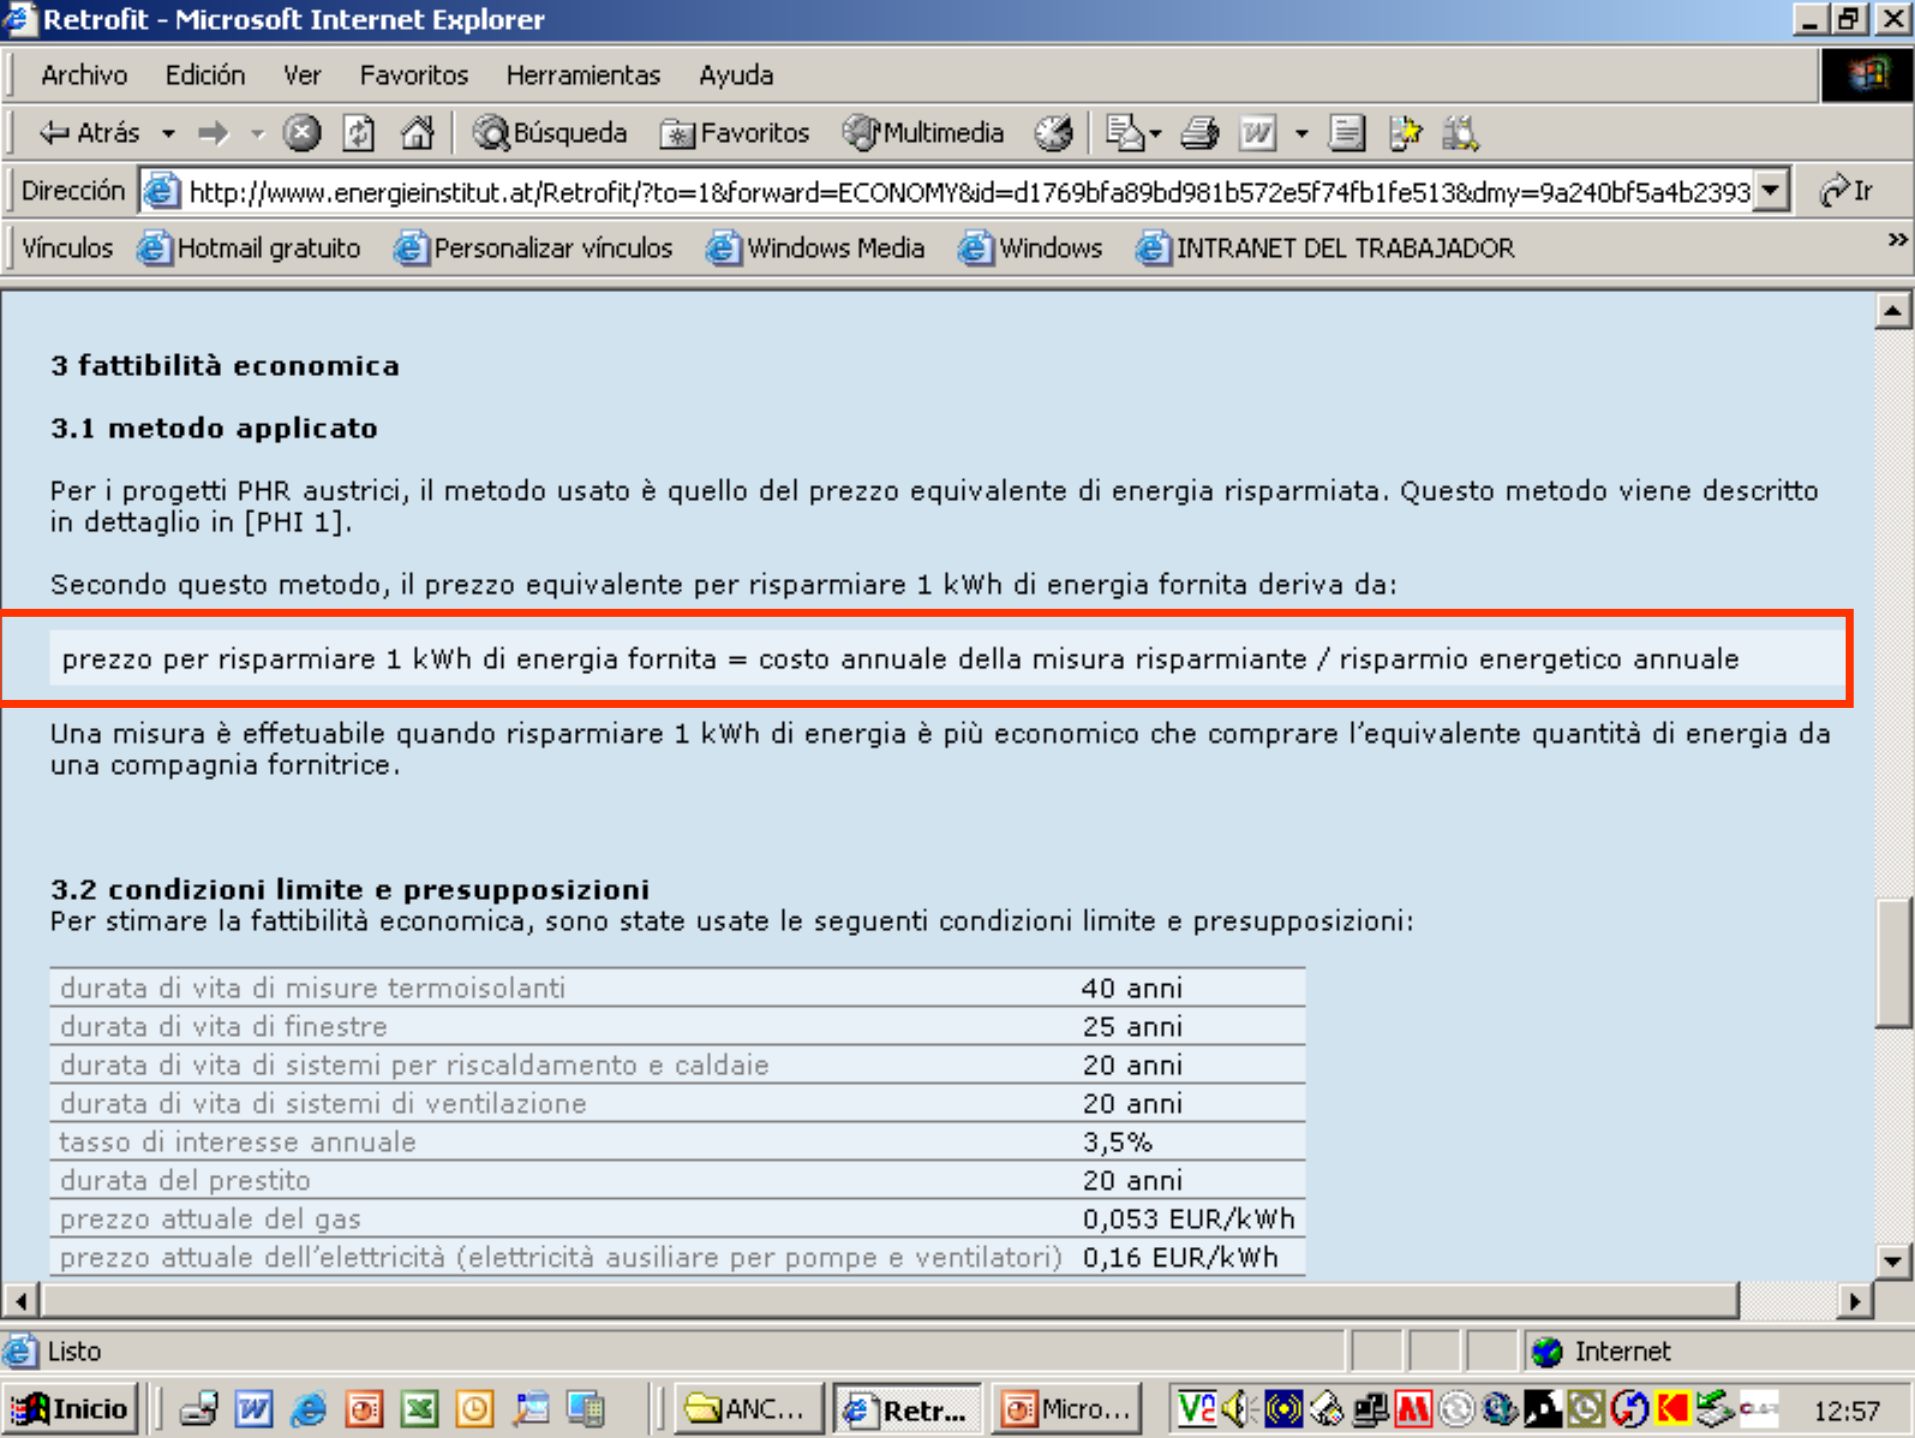 Retrofit - Microsoft Internet Explorer
Archivo Edición Ver Favoritos Herramientas Ayuda
Atrás Búsqueda Favoritos Multimedia
Dirección http://www.energieinstitut.at/Retrofit/?to=1&forward=ECONOMY&id=d1769bfa89bd981b572e5f74fb1fe513&dmy=9a240bf5a4b2393 Ir
Vínculos Hotmail gratuito Personalizar vínculos Windows Media Windows INTRANET DEL TRABAJADOR »
3 fattibilità economica
3.1 metodo applicato
Per i progetti PHR austrici, il metodo usato è quello del prezzo equivalente di energia risparmiata. Questo metodo viene descritto
in dettaglio in [PHI 1].
Secondo questo metodo, il prezzo equivalente per risparmiare 1 kWh di energia fornita deriva da:
prezzo per risparmiare 1 kWh di energia fornita = costo annuale della misura risparmiante / risparmio energetico annuale
Una misura è effetuabile quando risparmiare 1 kWh di energia è più economico che comprare l'equivalente quantità di energia da
una compagnia fornitrice.
3.2 condizioni limite e presupposizioni
Per stimare la fattibilità economica, sono state usate le seguenti condizioni limite e presupposizioni:
durata di vita di misure termoisolanti 40 anni
durata di vita di finestre 25 anni
durata di vita di sistemi per riscaldamento e caldaie 20 anni
durata di vita di sistemi di ventilazione 20 anni
tasso di interesse annuale 3,5%
durata del prestito 20 anni
prezzo attuale del gas 0,053 EUR/kWh
prezzo attuale dell'elettricità (elettricità ausiliare per pompe e ventilatori) 0,16 EUR/kWh
Listo Internet
Inicio ANC... Retr... Micro... 12:57